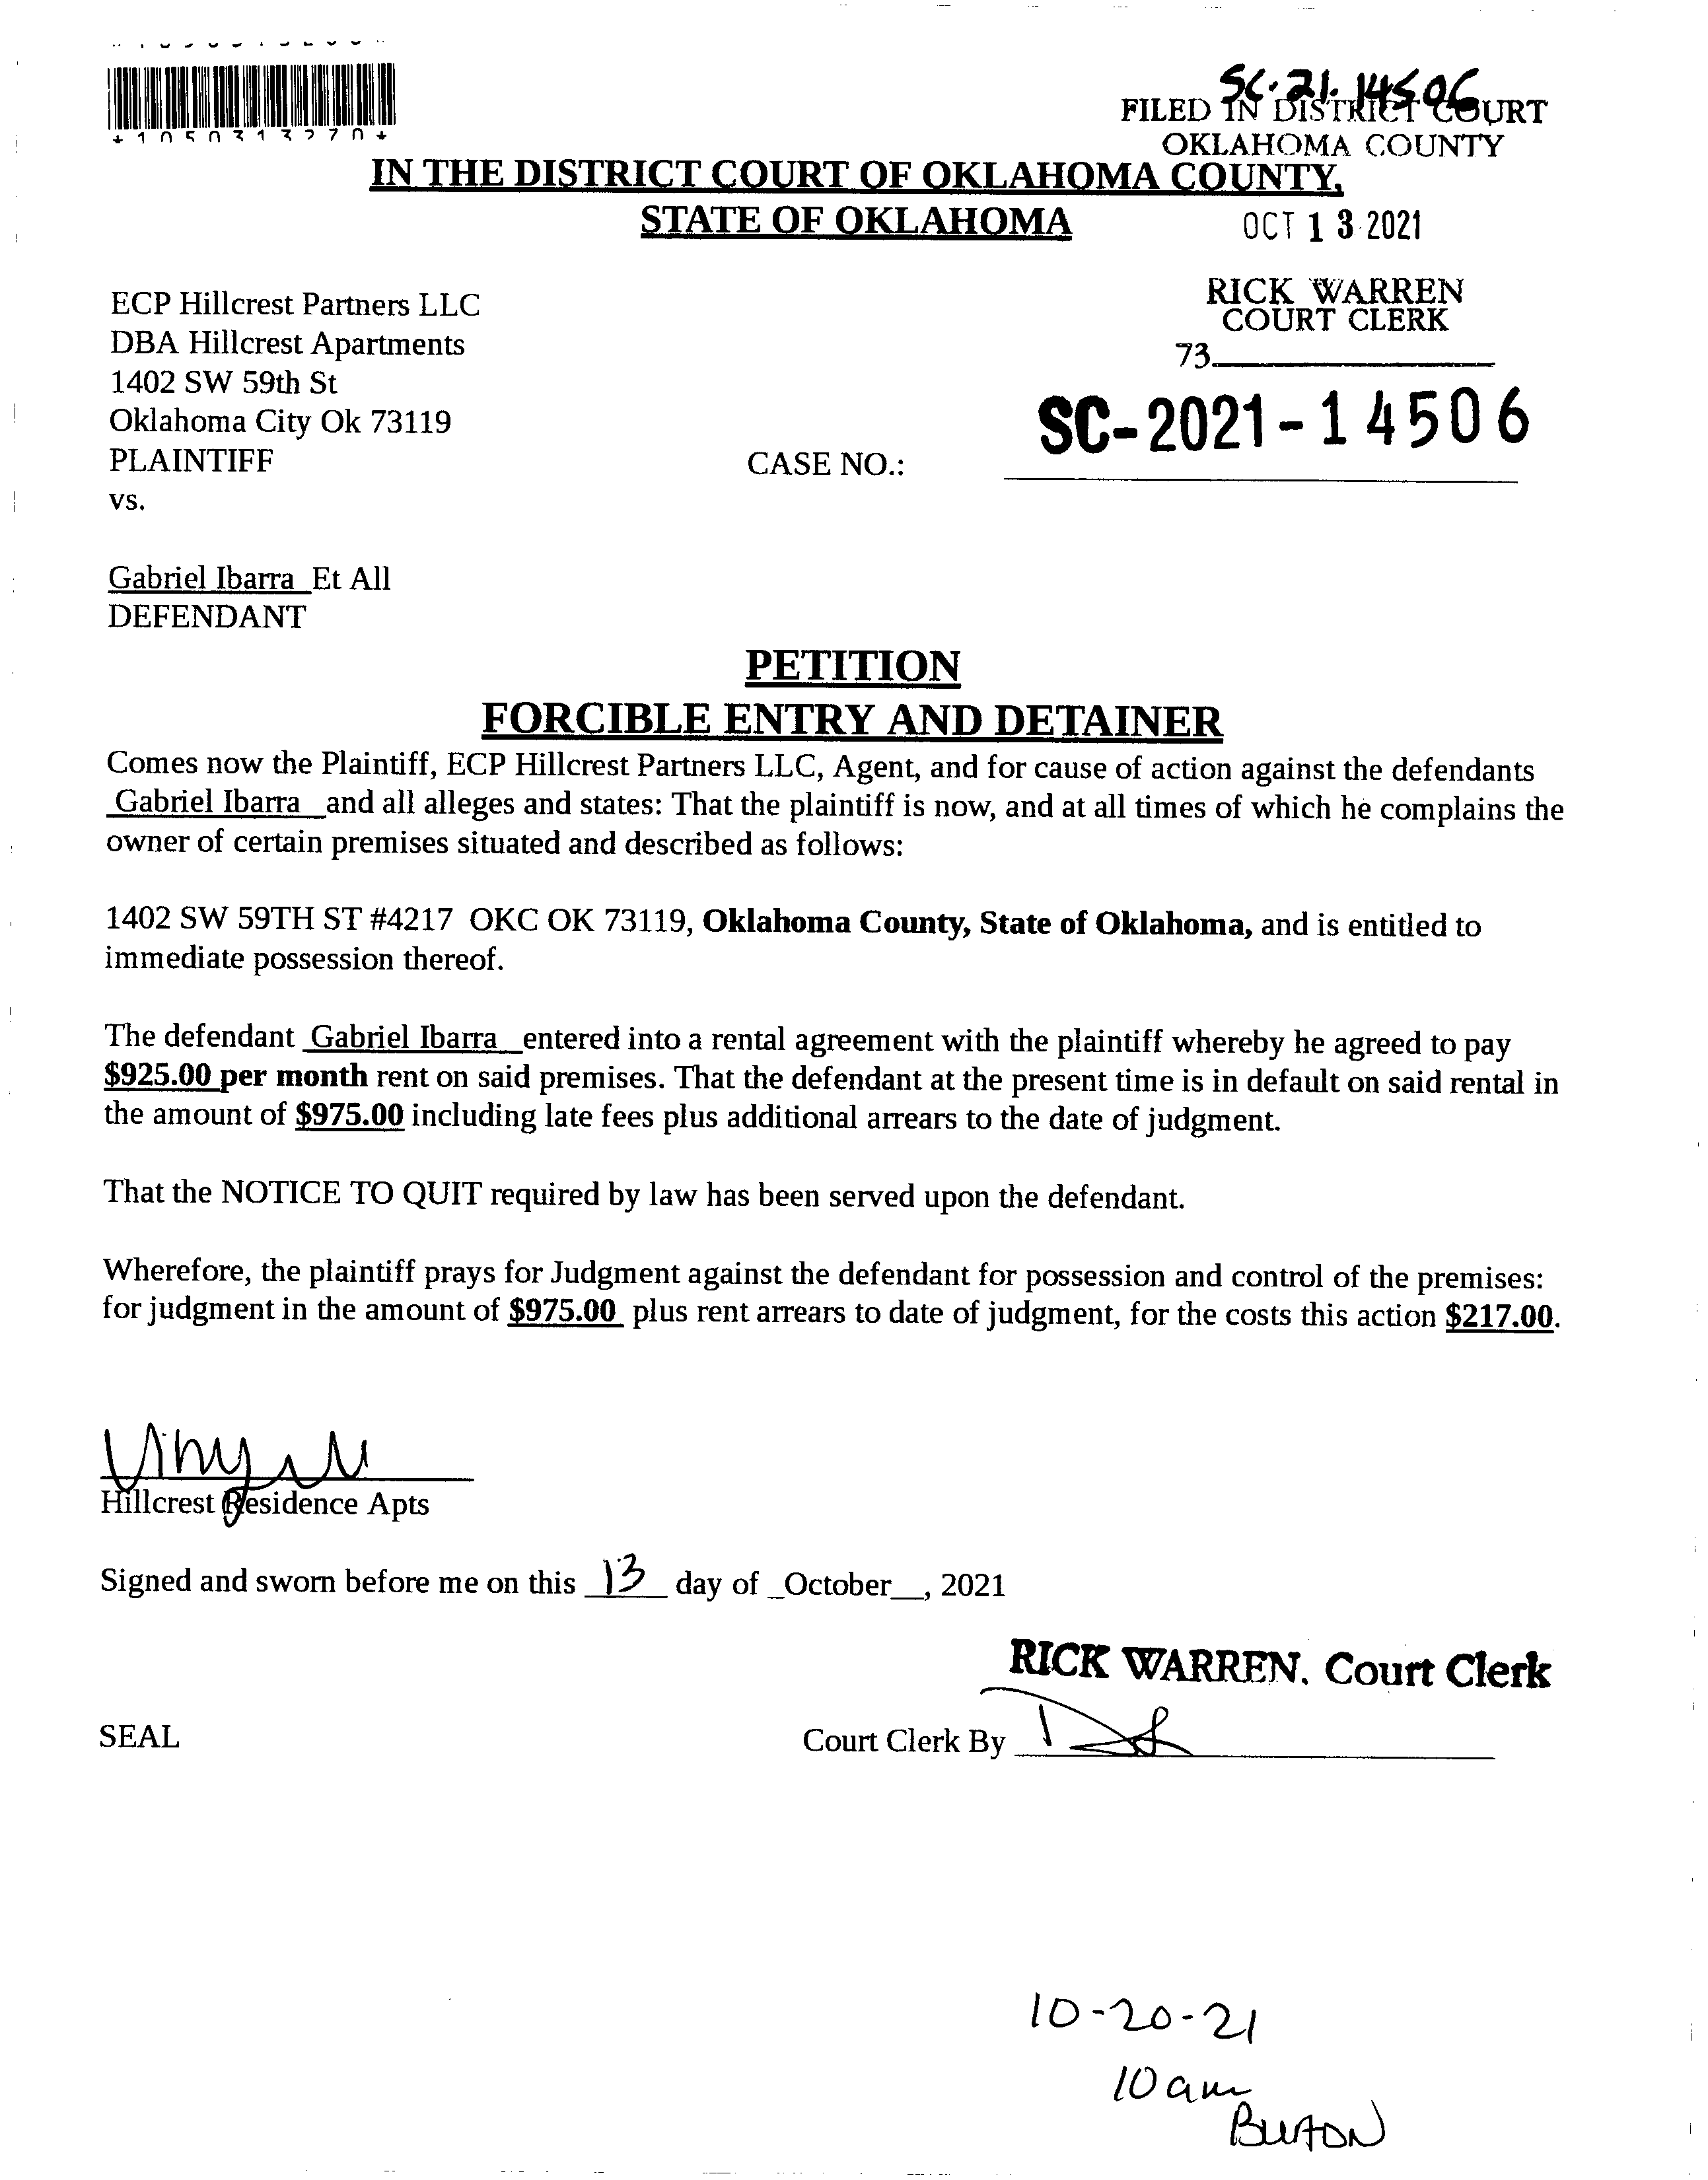 *1050313270*
SC-21-14506
FILED IN DISTRICT COURT
OKLAHOMA COUNTY
IN THE DISTRICT COURT OF OKLAHOMA COUNTY,
STATE OF OKLAHOMA
OCT 13 2021
RICK WARREN
COURT CLERK
73
ECP Hillcrest Partners LLC
DBA Hillcrest Apartments
1402 SW 59th St
Oklahoma City Ok 73119
PLAINTIFF
CASE NO.: SC-2021-14506
vs.
Gabriel Ibarra Et All
DEFENDANT
PETITION
FORCIBLE ENTRY AND DETAINER
Comes now the Plaintiff, ECP Hillcrest Partners LLC, Agent, and for cause of action against the defendants
Gabriel Ibarra and all alleges and states: That the plaintiff is now, and at all times of which he complains the
owner of certain premises situated and described as follows:
1402 SW 59TH ST #4217 OKC OK 73119, Oklahoma County, State of Oklahoma, and is entitled to
immediate possession thereof.
The defendant Gabriel Ibarra entered into a rental agreement with the plaintiff whereby he agreed to pay
$925.00 per month rent on said premises. That the defendant at the present time is in default on said rental in
the amount of $975.00 including late fees plus additional arrears to the date of judgment.
That the NOTICE TO QUIT required by law has been served upon the defendant.
Wherefore, the plaintiff prays for Judgment against the defendant for possession and control of the premises:
for judgment in the amount of $975.00 plus rent arrears to date of judgment, for the costs this action $217.00.
Hillcrest Residence Apts
Signed and sworn before me on this 13 day of _October__, 2021
RICK WARREN, Court Clerk
SEAL
Court Clerk By
10-20-21
10 am